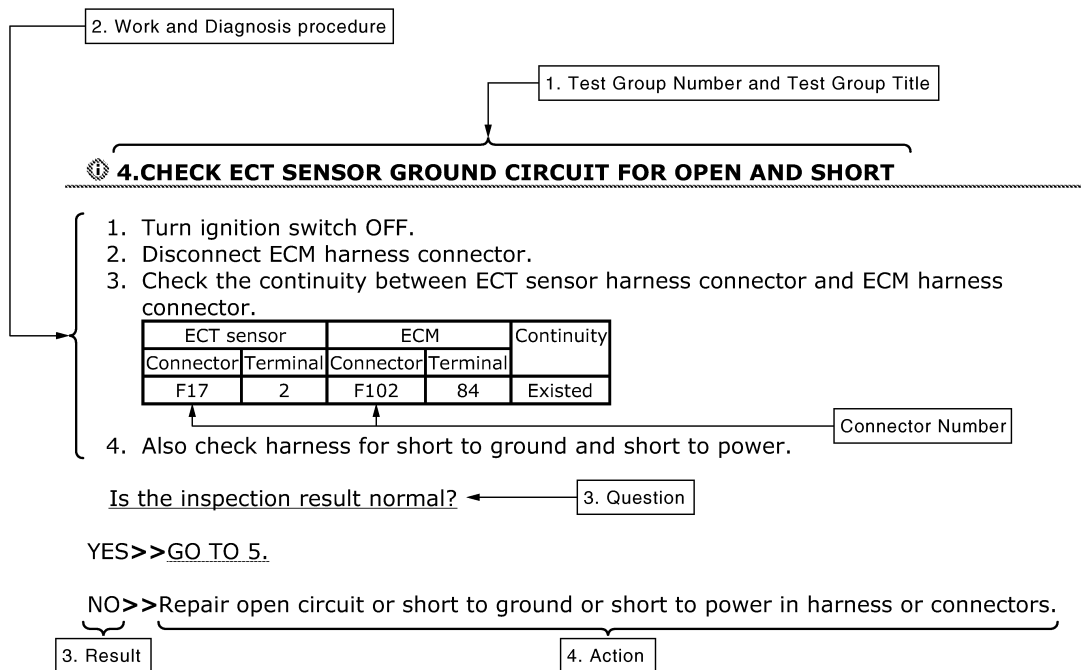 2. Work and Diagnosis procedure
1. Test Group Number and Test Group Title
4.CHECK ECT SENSOR GROUND CIRCUIT FOR OPEN AND SHORT
1. Turn ignition switch OFF.
2. Disconnect ECM harness connector.
3. Check the continuity between ECT sensor harness connector and ECM harness
connector.
ECT sensor ECM Continuity
Connector Terminal Connector Terminal
F17 2 F102 84 Existed
Connector Number
4. Also check harness for short to ground and short to power.
Is the inspection result normal?
3. Question
YES>>GO TO 5.
NO>>Repair open circuit or short to ground or short to power in harness or connectors.
3. Result
4. Action